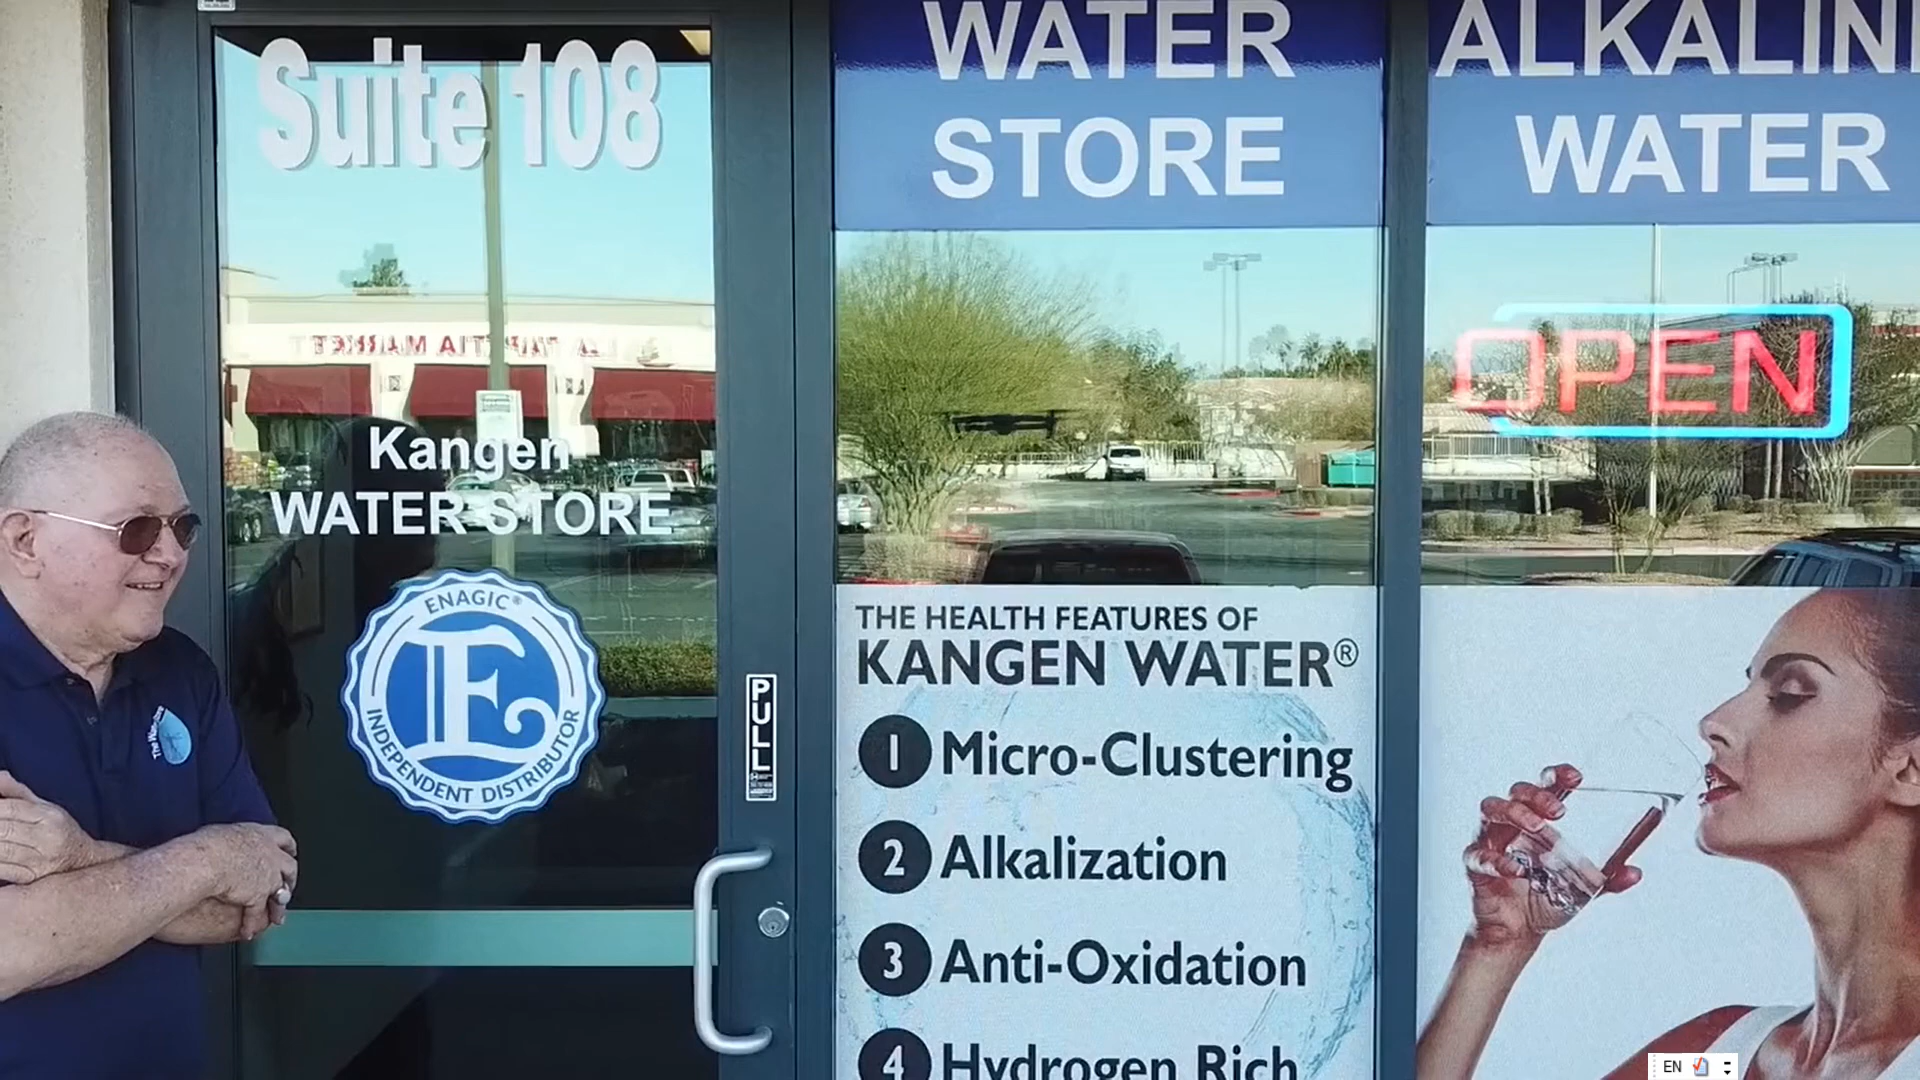 Suite 108
Kangen
WATER STORE
ENAGIC®
E
INDEPENDENT DISTRIBUTOR
PULL
WATER
STORE
ALKALIN
WATER
OPEN
THE HEALTH FEATURES OF
KANGEN WATER®
1 Micro-Clustering
2 Alkalization
3 Anti-Oxidation
4 Hydrogen Rich
MARKET
EN